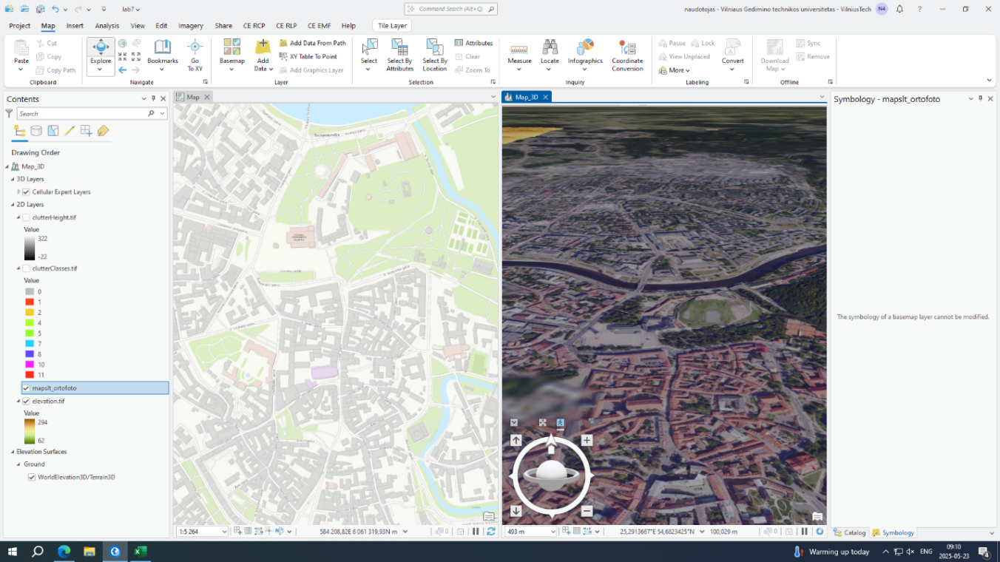 lab7
Command Search (Alt+Q)
naudotojas - Vilniaus Gedimino technikos universitetas - VilniusTech
N4
?
Project
Map
Insert
Analysis
View
Edit
Imagery
Share
CE RCP
CE RLP
CE EMF
Help
Tile Layer
Paste
Cut
Copy
Copy Path
Clipboard
Explore
Bookmarks
Go To XY
Navigate
Basemap
Add Data
Add Data From Path
XY Table To Point
Add Graphics Layer
Layer
Select
Select By Attributes
Select By Location
Attributes
Clear
Zoom To
Selection
Measure
Locate
Infographics
Coordinate Conversion
Inquiry
Pause
Lock
View Unplaced
More
Convert
Labeling
Download Map
Sync
Remove
Offline
Contents
Search
Drawing Order
Map_3D
3D Layers
Cellular Expert Layers
2D Layers
clutterHeight.tif
Value
322
-22
clutterClasses.tif
Value
0
1
2
4
5
7
8
10
11
mapslt_ortofoto
elevation.tif
Value
294
62
Elevation Surfaces
Ground
WorldElevation3D/Terrain3D
Map
1:5 264
584.208,82E 6 061 319,93N m
0
Map_3D
493 m
25,2913667°E 54,6823425°N
100,029 m
0
Symbology - mapslt_ortofoto
The symbology of a basemap layer cannot be modified.
Catalog
Symbology
Warming up today
ENG
09:10
2025-05-23
4